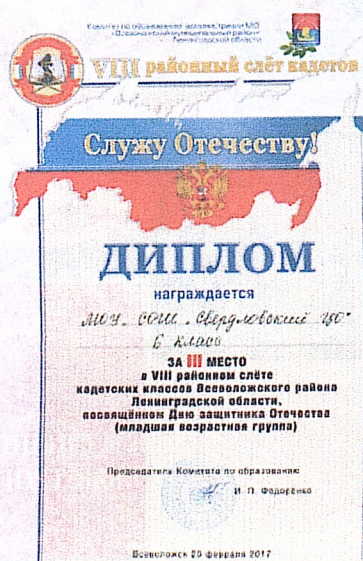 Комитет по образованию администрации МО
«Всеволожский муниципальный район»
Ленинградской области
VIII районный слёт кадетов
Служу Отечеству!
ДИПЛОМ
награждается
МОУ "СОШ "Свердловский ЦО"
6 класс
ЗА III МЕСТО
в VIII районном слёте
кадетских классов Всеволожского района
Ленинградской области,
посвящённом Дню защитника Отечества
(младшая возрастная группа)
Председатель Комитета по образованию
И. П. Федоренко
Всеволожск 20 февраля 2017